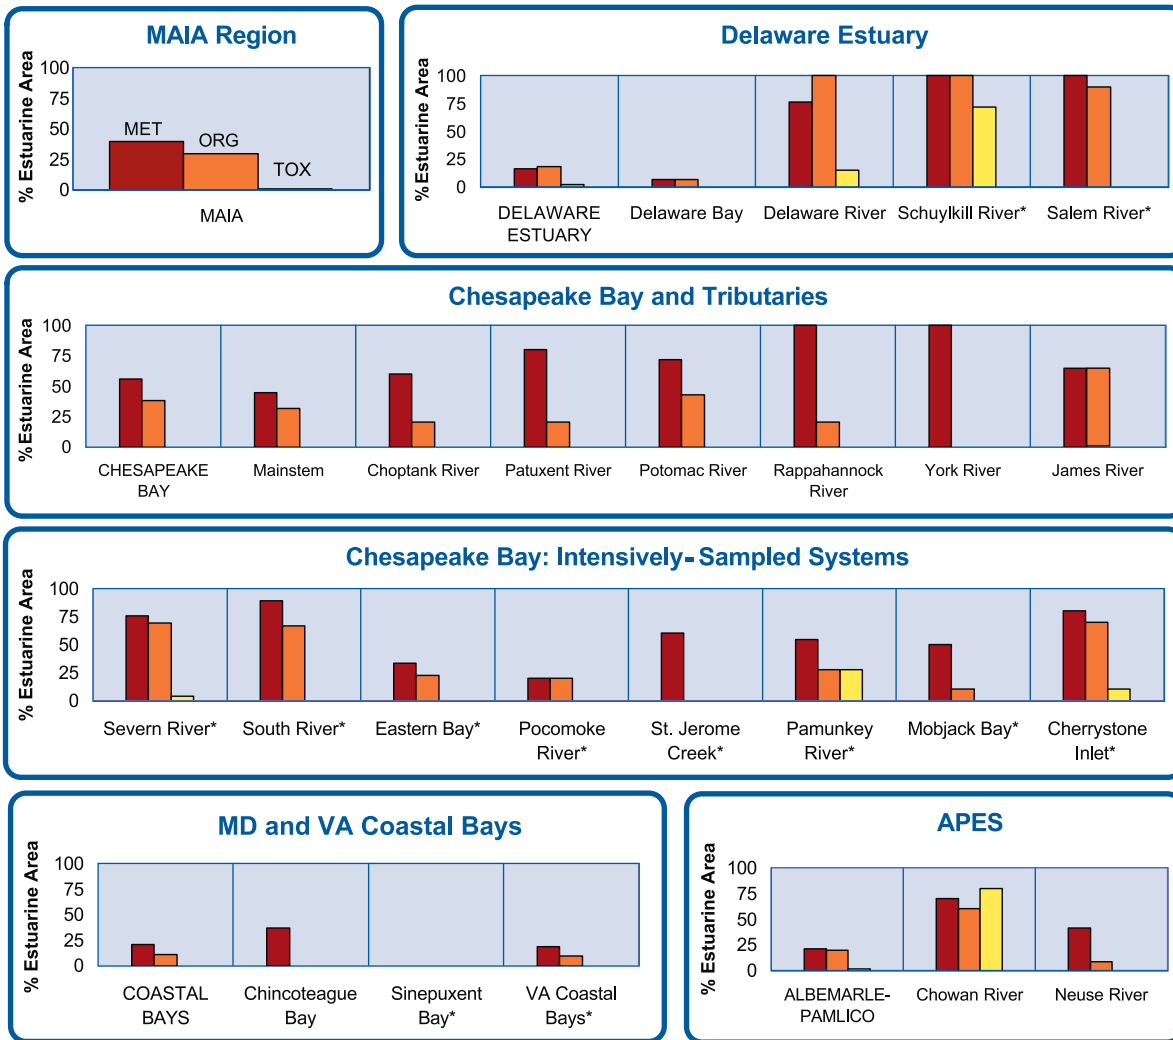 MAIA Region
% Estuarine Area
100
75
50
25
0
MET
ORG
TOX
MAIA
Delaware Estuary
%Estuarine Area
100
75
25
0
DELAWARE
ESTUARY
Delaware Bay
Delaware River
Schuylkill River*
Salem River*
Chesapeake Bay and Tributaries
%Estuarine Area
100
75
50
25
0
CHESAPEAKE
BAY
Mainstem
Choptank River
Patuxent River
Potomac River
Rappahannock
River
York River
James River
Chesapeake Bay: Intensively-Sampled Systems
% Estuarine Area
100
75
50
25
0
Severn River*
South River*
Eastern Bay*
Pocomoke
River*
St. Jerome
Creek*
Pamunkey
River*
Mobjack Bay*
Cherrystone
Inlet*
MD and VA Coastal Bays
% Estuarine Area
100
75
50
25
0
COASTAL
BAYS
Chincoteague
Bay
Sinepuxent
Bay*
VA Coastal
Bays*
APES
% Estuarine Area
100
75
50
25
0
ALBEMARLE-
PAMLICO
Chowan River
Neuse River